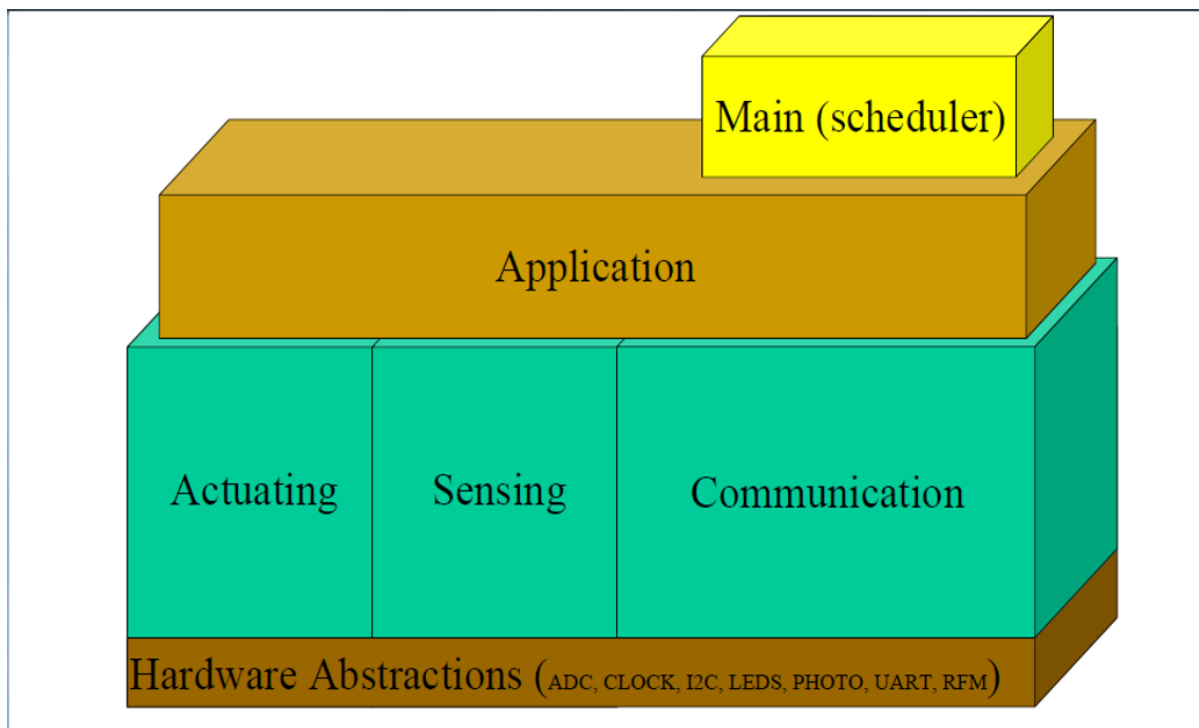 Main (scheduler)
Application
Actuating
Sensing
Communication
Hardware Abstractions (ADC, CLOCK, I2C, LEDS, PHOTO, UART, RFM)